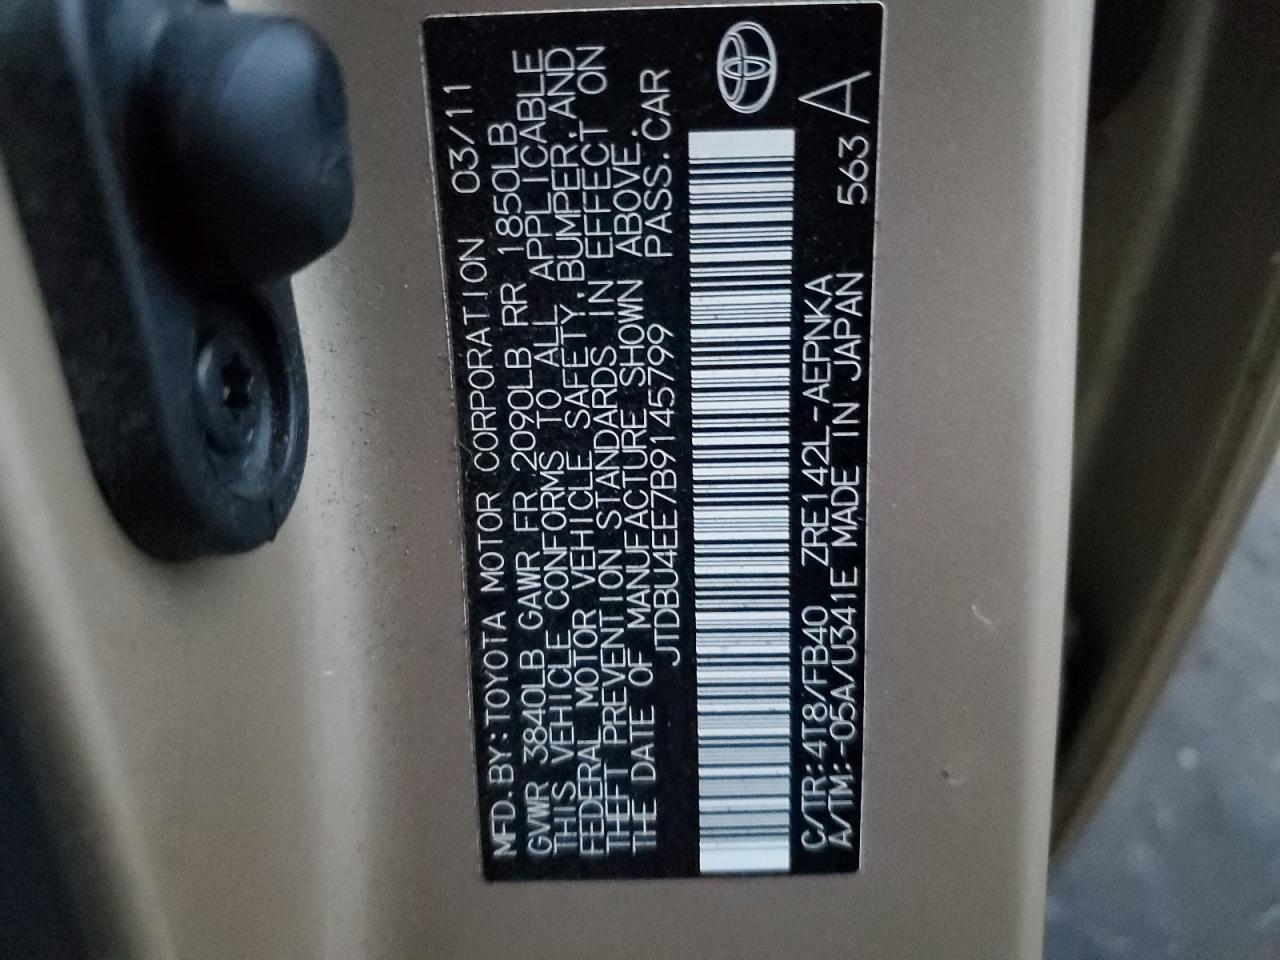 MFD.BY:TOYOTA MOTOR CORPORATION 03/11
GVWR 3840LB GAWR FR 2090LB RR 1850LB
THIS VEHICLE CONFORMS TO ALL APPLICABLE
FEDERAL MOTOR VEHICLE SAFETY,BUMPER,AND
THEFT PREVENTION STANDARDS IN EFFECT ON
THE DATE OF MANUFACTURE SHOWN ABOVE.
JTDBU4EE7B9145799 PASS.CAR
C/TR:4T8/FB40 ZRE142L-AEPNKA
A/TM:-05A/U341E MADE IN JAPAN 563 A